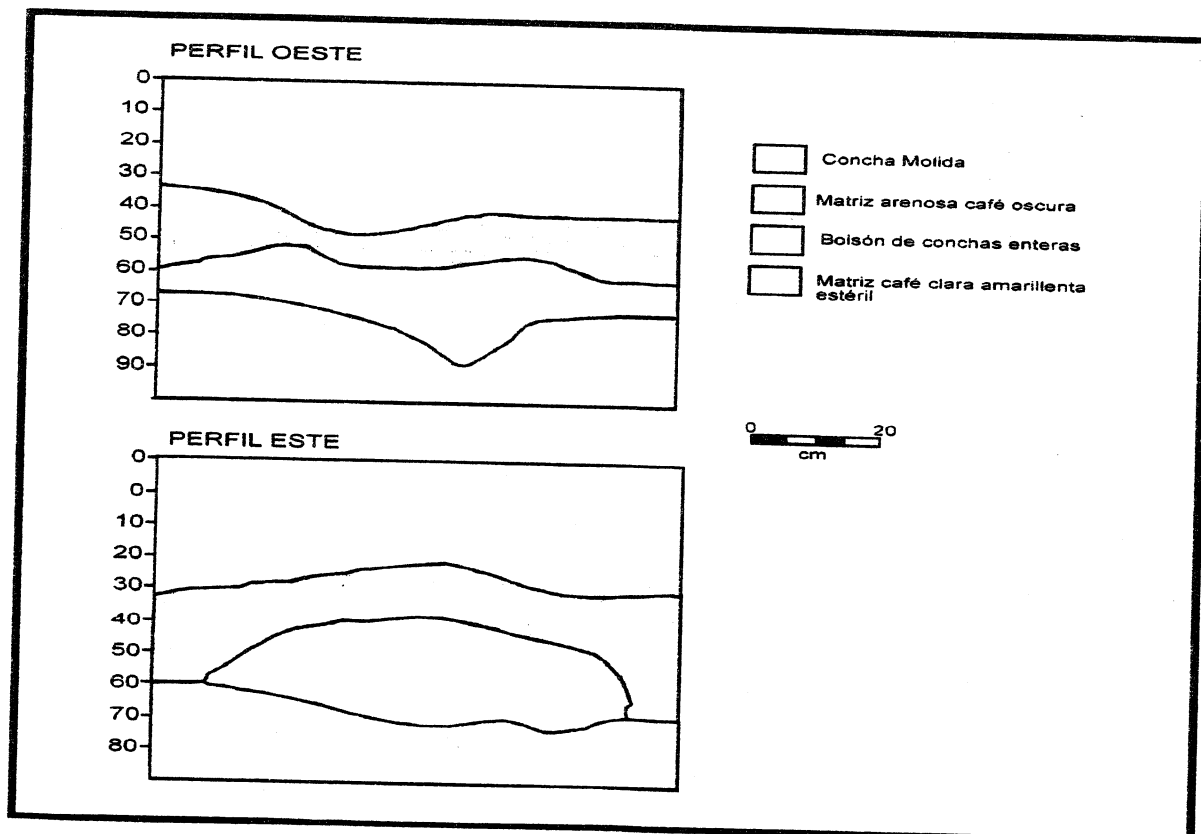 PERFIL OESTE
0
10
20
30
40
50
60
70
80
90
Concha Molida
Matriz arenosa café oscura
Bolsón de conchas enteras
Matriz café clara amarillenta
estéril
0 20
cm
PERFIL ESTE
0
0
10
20
30
40
50
60
70
80